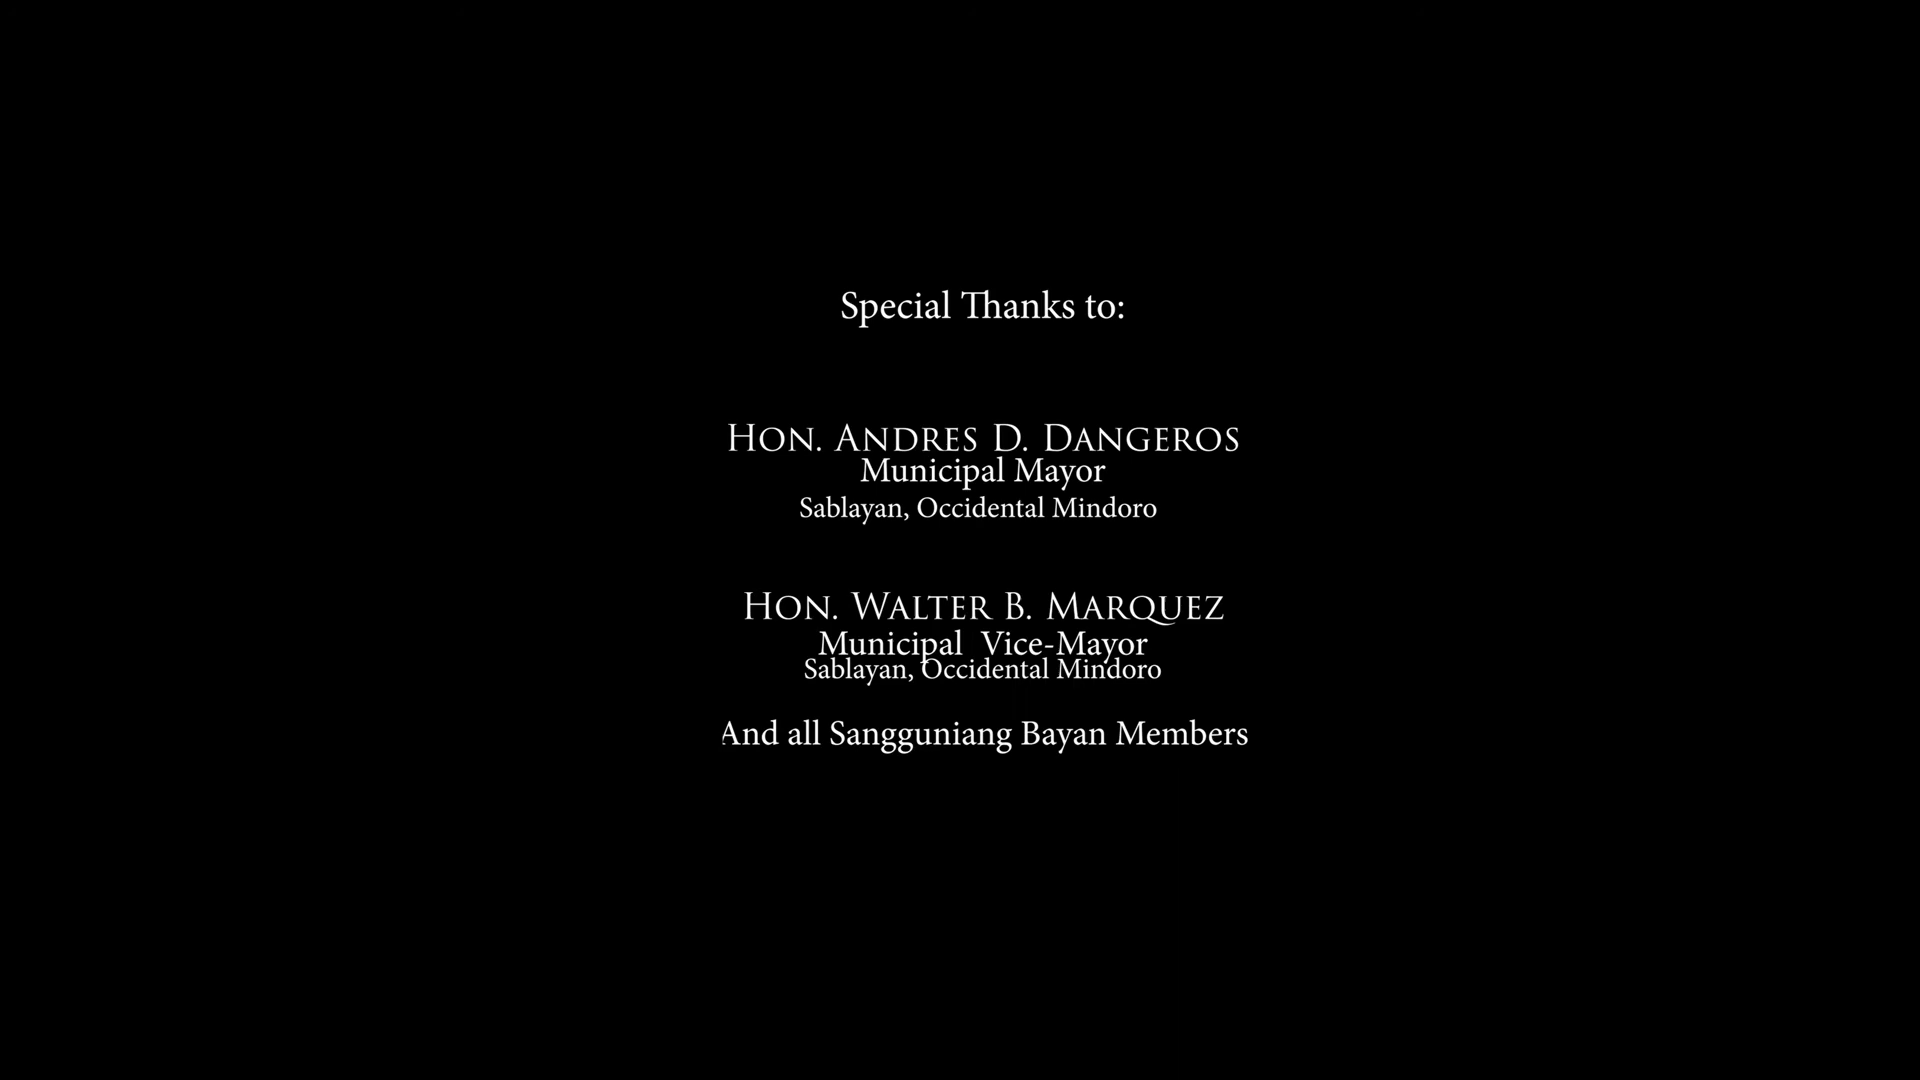 Special Thanks to:
HON. ANDRES D. DANGEROS
Municipal Mayor
Sablayan, Occidental Mindoro
HON. WALTER B. MARQUEZ
Municipal  Vice-Mayor
Sablayan, Occidental Mindoro
And all Sangguniang Bayan Members